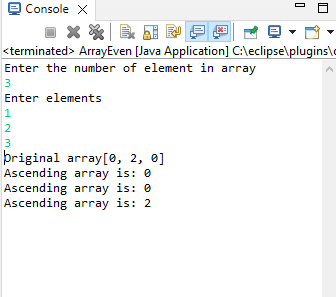 Console
<terminated> ArrayEven [Java Application] C:\eclipse\plugins\
Enter the number of element in array
3
Enter elements
1
2
3
Original array[0, 2, 0]
Ascending array is: 0
Ascending array is: 0
Ascending array is: 2